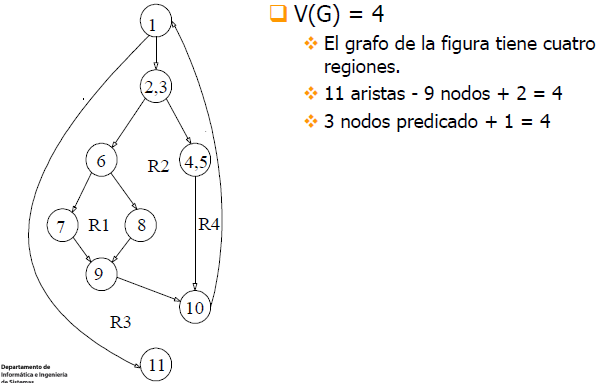 V(G) = 4
El grafo de la figura tiene cuatro
regiones.
11 aristas - 9 nodos + 2 = 4
3 nodos predicado + 1 = 4
1
2,3
6
R2
4,5
7
R1
8
R4
9
10
R3
11
Departamento de
Informática e Ingeniería
de Sistemas